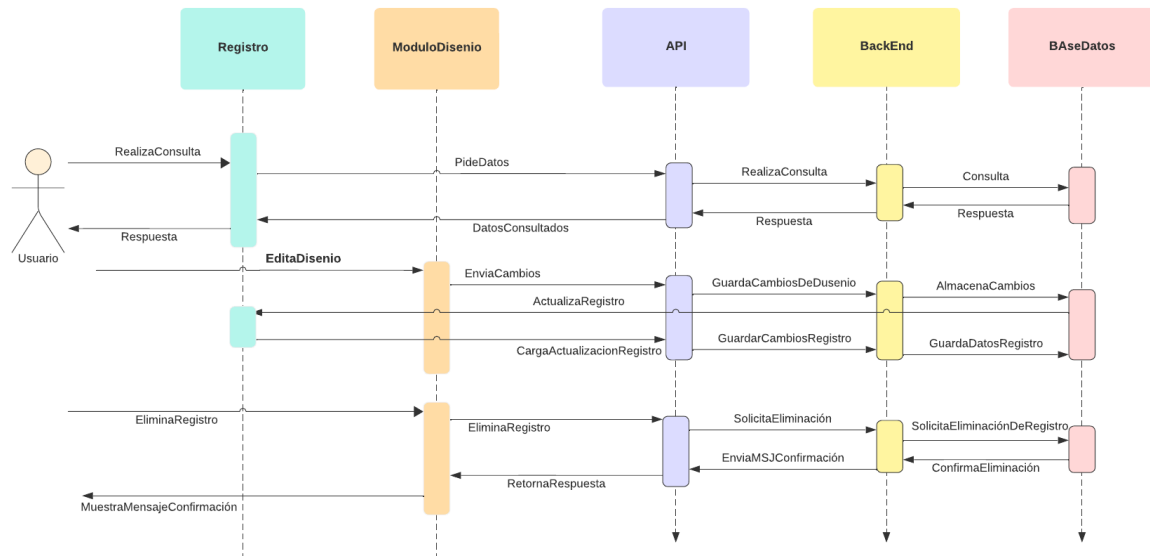 Registro
ModuloDisenio
API
BackEnd
BAseDatos
RealizaConsulta
PideDatos
RealizaConsulta
Consulta
Respuesta
Respuesta
DatosConsultados
Respuesta
Usuario
EditaDisenio
EnviaCambios
GuardaCambiosDeDusenio
AlmacenaCambios
ActualizaRegistro
CargaActualizacionRegistro
GuardarCambiosRegistro
GuardaDatosRegistro
EliminaRegistro
EliminaRegistro
SolicitaEliminación
SolicitaEliminaciónDeRegistro
EnviaMSJConfirmación
ConfirmaEliminación
RetornaRespuesta
MuestraMensajeConfirmación